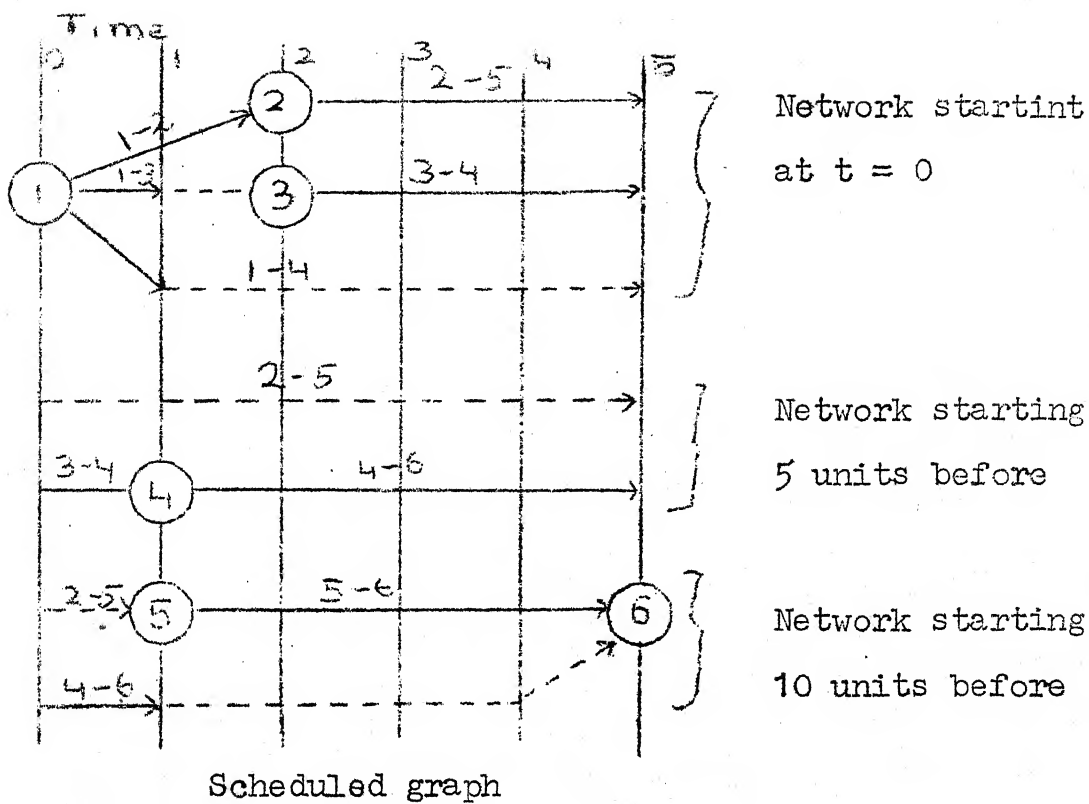 Time
0 1 2 3 4 5
2 2-5
1-2
1-3
1 3 3-4
1-4
Network startint
at t = 0
2-5
3-4 4 4-6
Network starting
5 units before
2-5 5 5-6 6
4-6
Network starting
10 units before
Scheduled graph